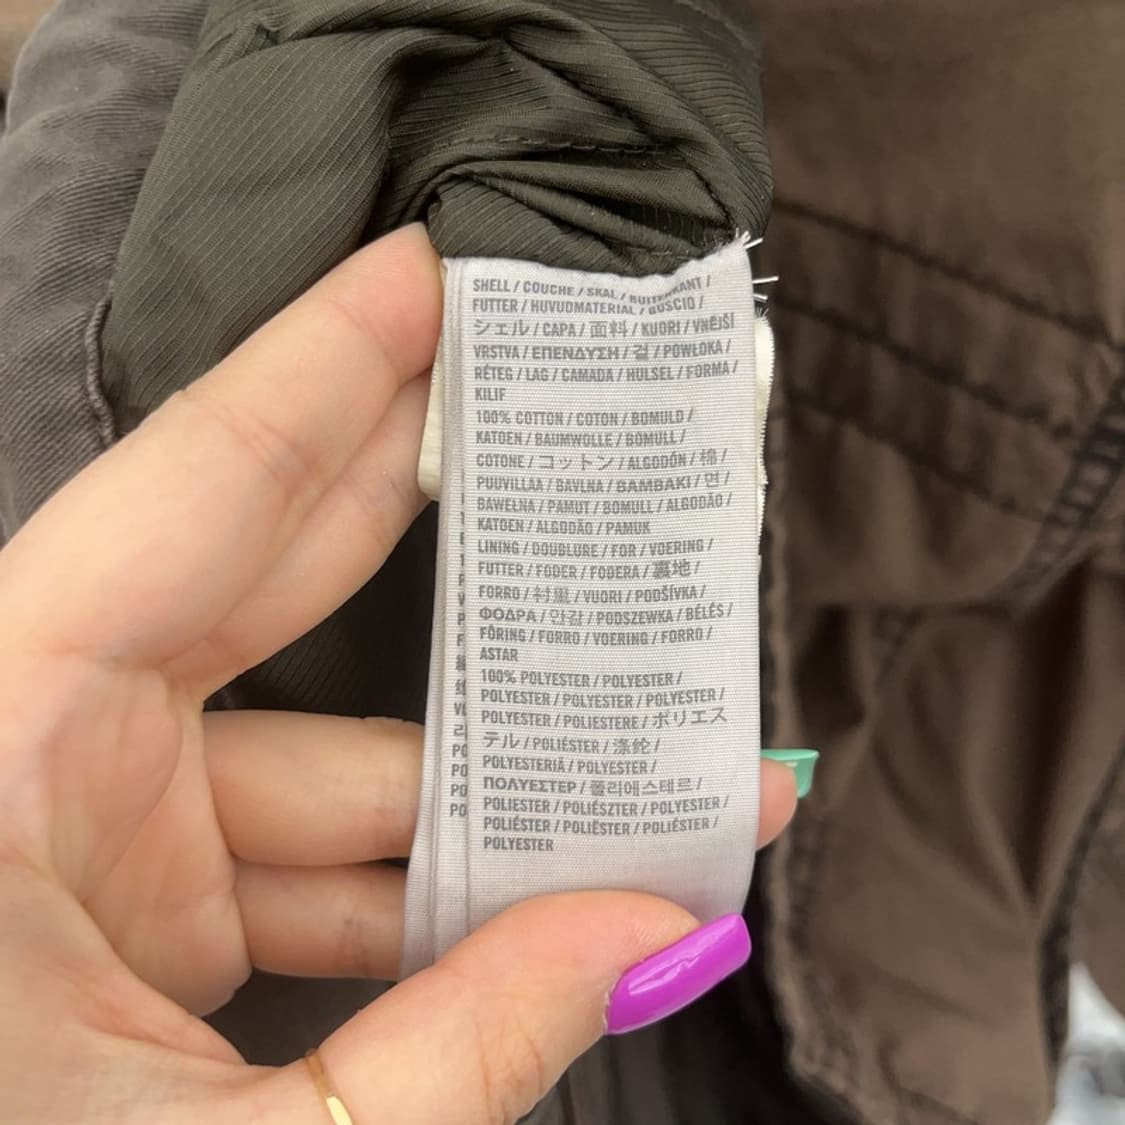 SHELL / COUCHE / SKAL / BUITENKANT /
FUTTER / HUVUDMATERIAL / GUSCIO /
シェル / CAPA / 面料 / KUORI / VNĚJŠÍ
VRSTVA / ΕΠΕΝΔΥΣΗ / 겉 / POWŁOKA /
RÉTEG / LAG / CAMADA / HULSEL / FORMA /
KILIF
100% COTTON / COTON / BOMULD /
KATOEN / BAUMWOLLE / BOMULL /
COTONE / コットン / ALGODÓN / 棉 /
PUUVILLAA / BAVLNA / ΒΑΜΒΑΚΙ / 면 /
BAWEŁNA / PAMUT / BOMULL / ALGODÃO /
KATOEN / ALGODÃO / PAMUK
LINING / DOUBLURE / FOR / VOERING /
FUTTER / FODER / FODERA / 裏地 /
FORRO / 衬里 / VUORI / PODŠÍVKA /
ΦΟΔΡΑ / 안감 / PODSZEWKA / BÉLÉS /
FÔRING / FORRO / VOERING / FORRO /
ASTAR
100% POLYESTER / POLYESTER /
POLYESTER / POLYESTER / POLYESTER /
POLYESTER / POLIESTERE / ポリエス
テル / POLIÉSTER / 涤纶 /
POLYESTERIÄ / POLYESTER /
ΠΟΛΥΕΣΤΕΡ / 폴리에스테르 /
POLIESTER / POLIÉSZTER / POLYESTER /
POLIÉSTER / POLIËSTER / POLIÉSTER /
POLYESTER